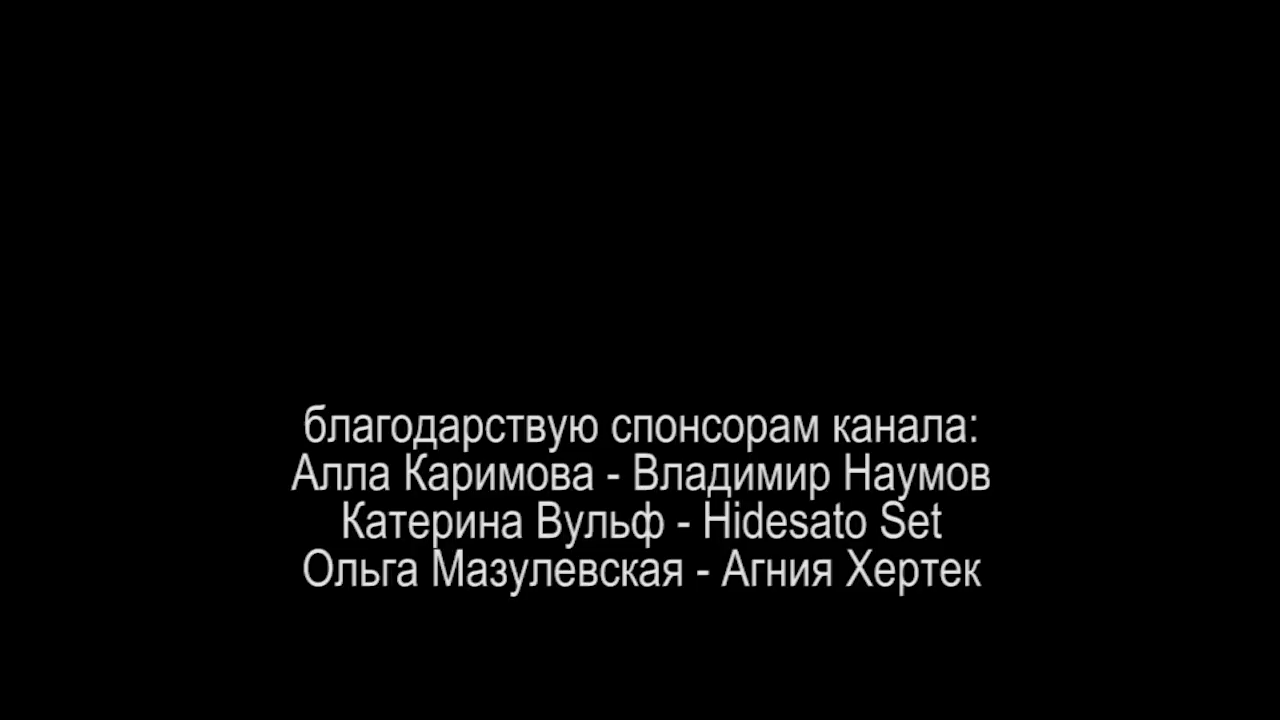 благодарствую спонсорам канала:
Алла Каримова - Владимир Наумов
Катерина Вульф - Hidesato Set
Ольга Мазулевская - Агния Хертек